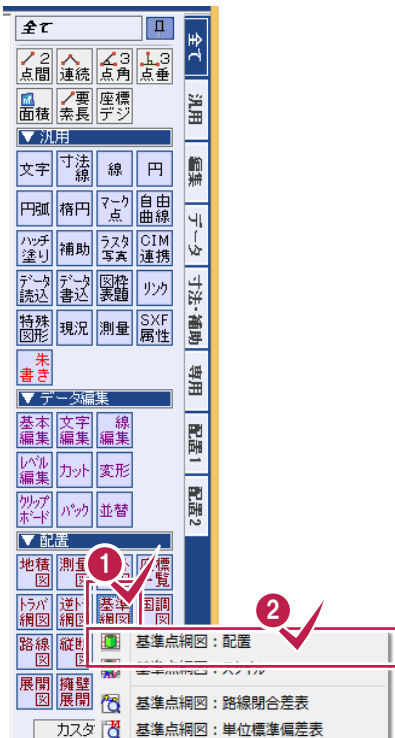 全て
2点間 連続 3点角 3点垂
面積 要素長 座標デジ
▼ 汎用
文字 寸法線 線 円
円弧 楕円 マーク点 自由曲線
ハッチ塗り 補助 ラスタ写真 CIM連携
データ読込 データ書込 図枠表題 リンク
特殊図形 現況 測量 SXF属性
朱書き
▼ データ編集
基本編集 文字編集 線編集
レベル編集 カット 変形
クリップボード パック 並替
▼ 配置
地積図 測量
1
トラバ網図 逆ト網図 基準網図 国調図
2
路線図 縦断
基準点網図：配置
展開図 擁壁展開
基準点網図：路線閉合差表
カスタ
基準点網図：単位標準偏差表
全て
汎用
編集
データ
寸法・補助
専用
配置1
配置2